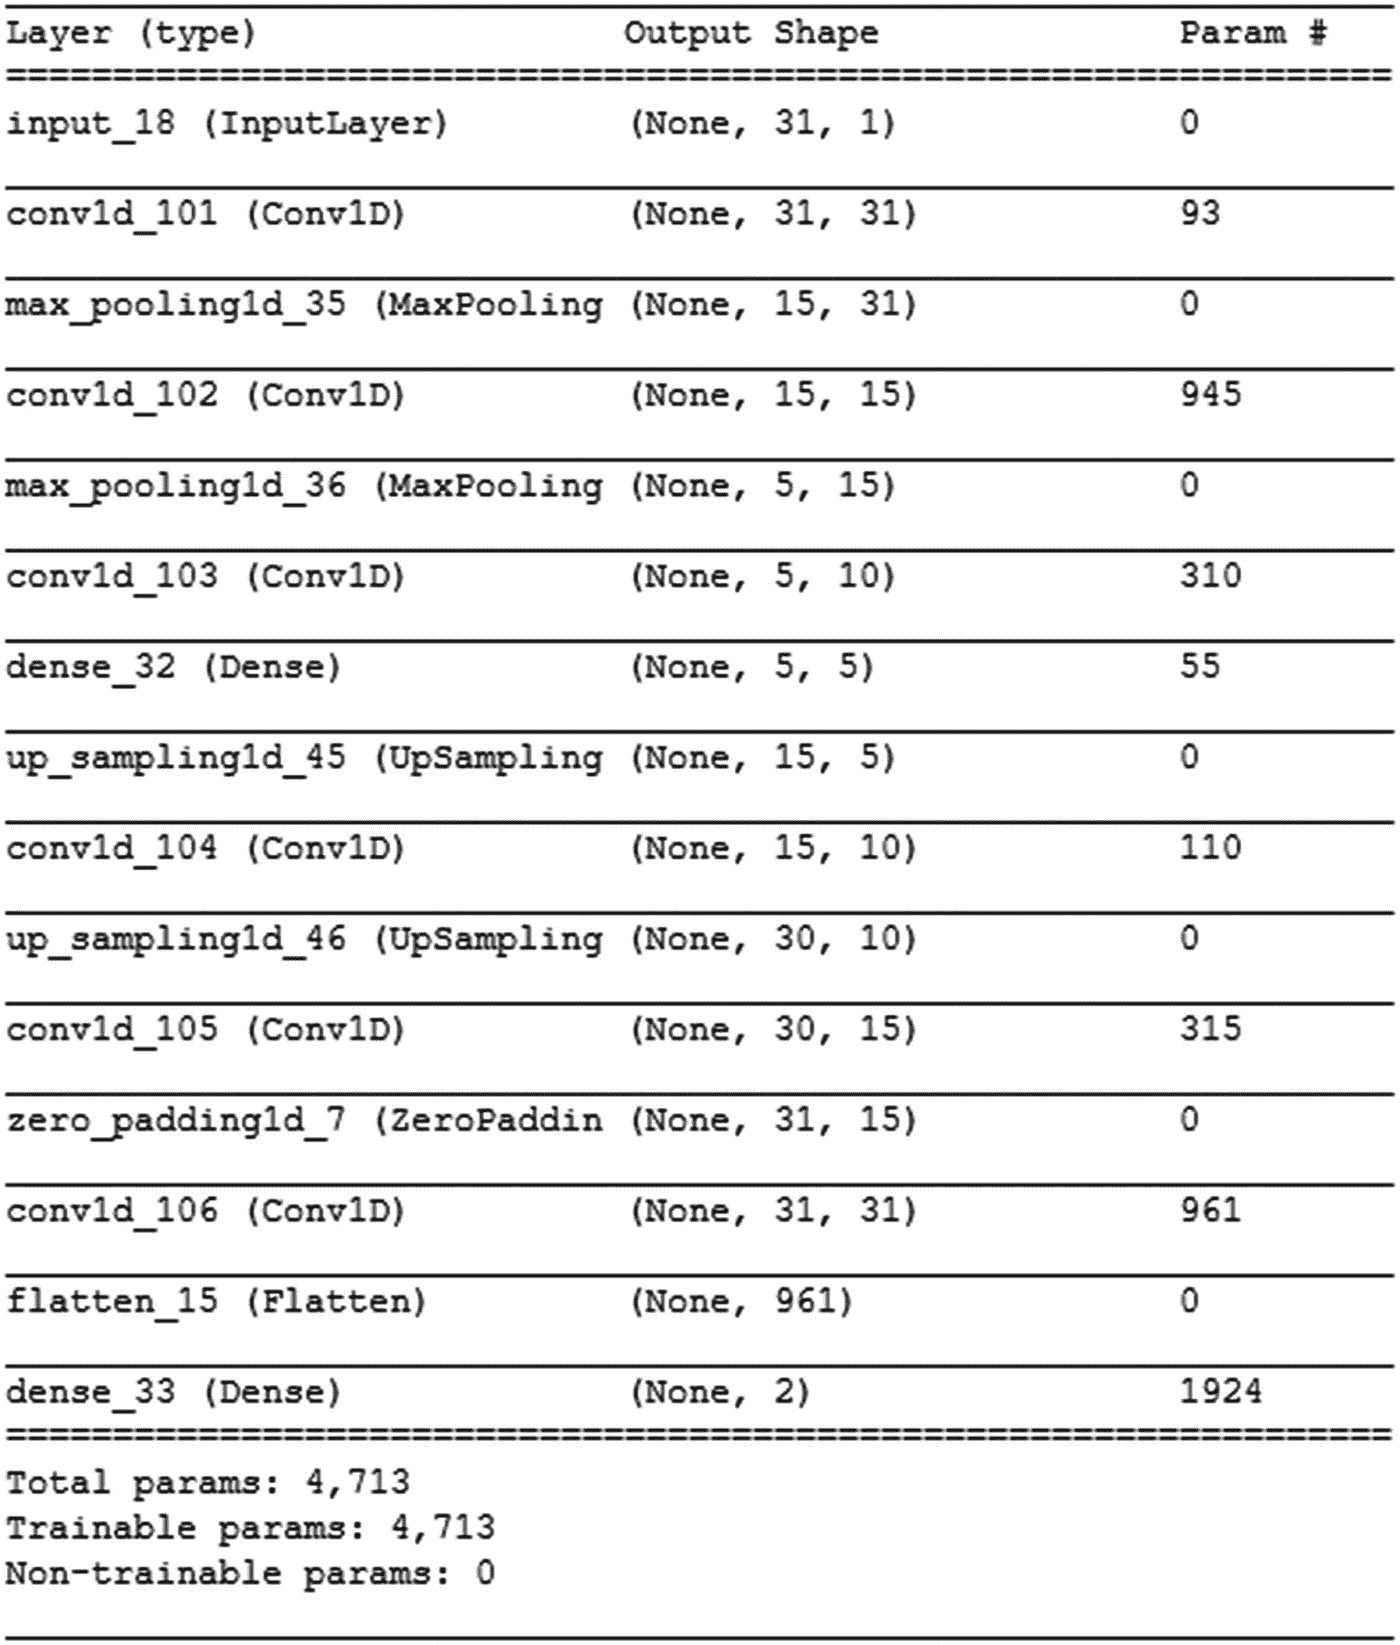 Layer (type) Output Shape Param #
=================================================================
input_18 (InputLayer) (None, 31, 1) 0
conv1d_101 (Conv1D) (None, 31, 31) 93
max_pooling1d_35 (MaxPooling (None, 15, 31) 0
conv1d_102 (Conv1D) (None, 15, 15) 945
max_pooling1d_36 (MaxPooling (None, 5, 15) 0
conv1d_103 (Conv1D) (None, 5, 10) 310
dense_32 (Dense) (None, 5, 5) 55
up_sampling1d_45 (UpSampling (None, 15, 5) 0
conv1d_104 (Conv1D) (None, 15, 10) 110
up_sampling1d_46 (UpSampling (None, 30, 10) 0
conv1d_105 (Conv1D) (None, 30, 15) 315
zero_padding1d_7 (ZeroPaddin (None, 31, 15) 0
conv1d_106 (Conv1D) (None, 31, 31) 961
flatten_15 (Flatten) (None, 961) 0
dense_33 (Dense) (None, 2) 1924
=================================================================
Total params: 4,713
Trainable params: 4,713
Non-trainable params: 0